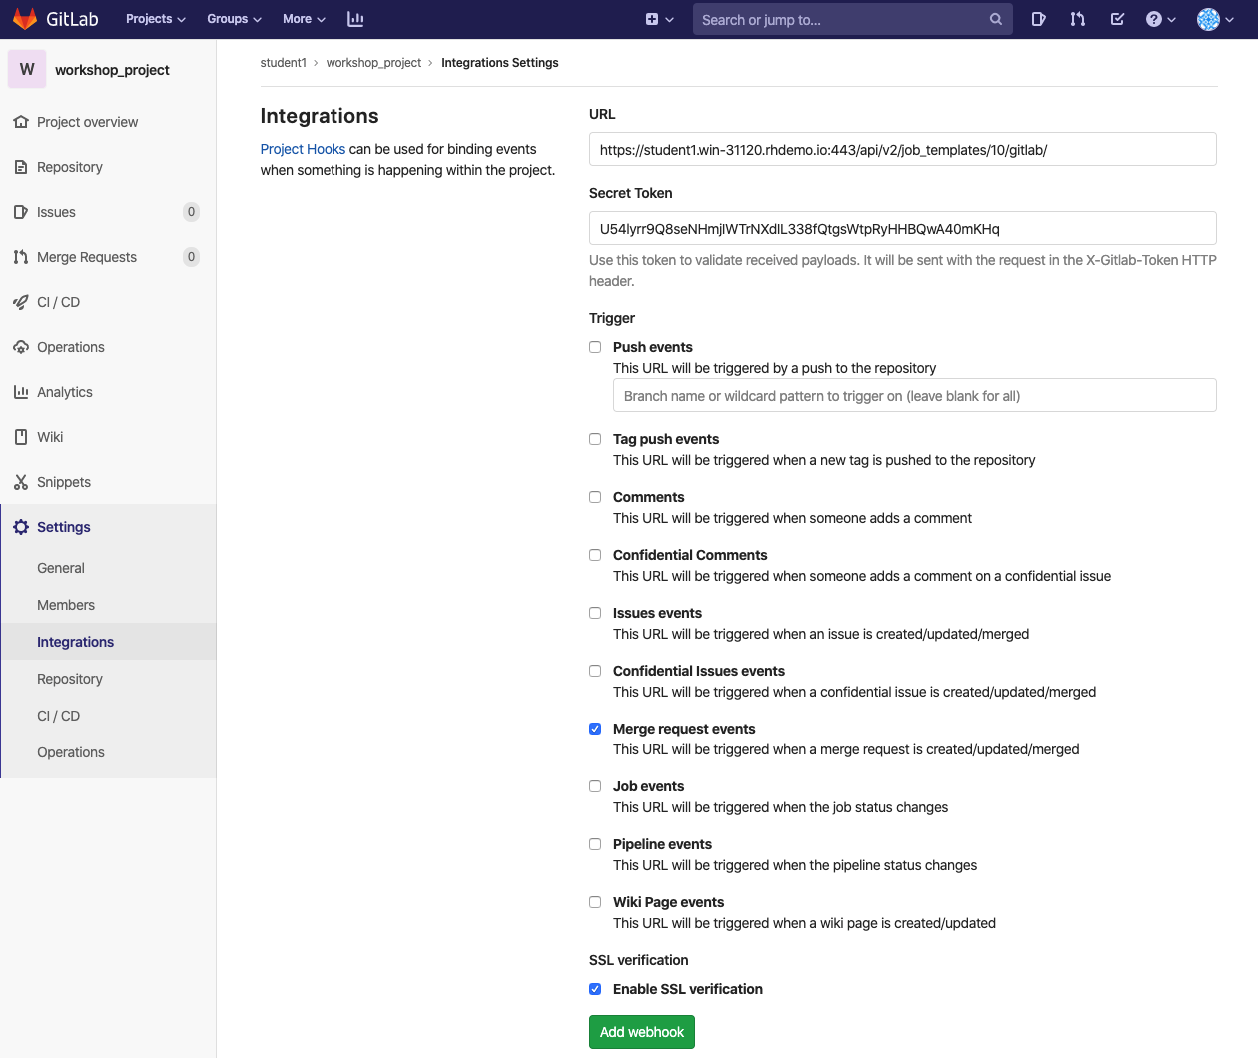 GitLab Projects Groups More Search or jump to...
W workshop_project
student1 > workshop_project > Integrations Settings
Project overview
Repository
Issues 0
Merge Requests 0
CI / CD
Operations
Analytics
Wiki
Snippets
Settings
General
Members
Integrations
Repository
CI / CD
Operations
Integrations
Project Hooks can be used for binding events
when something is happening within the project.
URL
https://student1.win-31120.rhdemo.io:443/api/v2/job_templates/10/gitlab/
Secret Token
U54lyrr9Q8seNHmjlWTrNXdlL338fQtgsWtpRyHHBQwA40mKHq
Use this token to validate received payloads. It will be sent with the request in the X-Gitlab-Token HTTP
header.
Trigger
Push events
This URL will be triggered by a push to the repository
Branch name or wildcard pattern to trigger on (leave blank for all)
Tag push events
This URL will be triggered when a new tag is pushed to the repository
Comments
This URL will be triggered when someone adds a comment
Confidential Comments
This URL will be triggered when someone adds a comment on a confidential issue
Issues events
This URL will be triggered when an issue is created/updated/merged
Confidential Issues events
This URL will be triggered when a confidential issue is created/updated/merged
Merge request events
This URL will be triggered when a merge request is created/updated/merged
Job events
This URL will be triggered when the job status changes
Pipeline events
This URL will be triggered when the pipeline status changes
Wiki Page events
This URL will be triggered when a wiki page is created/updated
SSL verification
Enable SSL verification
Add webhook